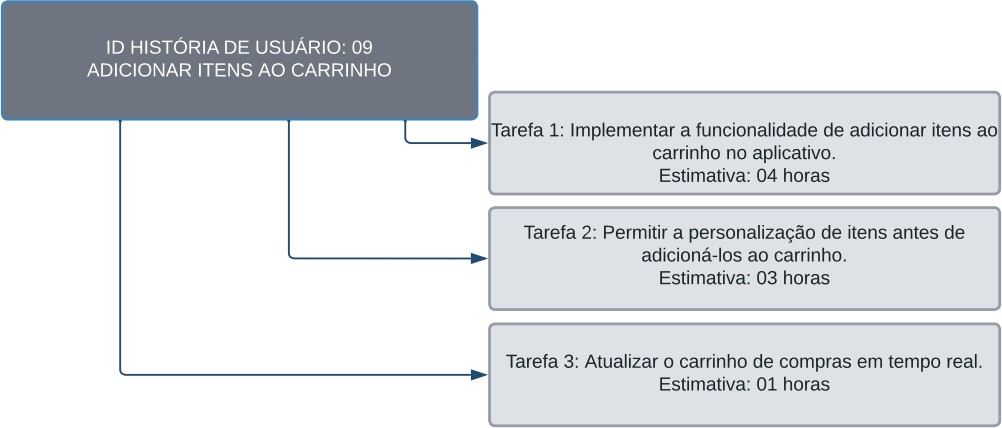 ID HISTÓRIA DE USUÁRIO: 09
ADICIONAR ITENS AO CARRINHO
Tarefa 1: Implementar a funcionalidade de adicionar itens ao
carrinho no aplicativo.
Estimativa: 04 horas
Tarefa 2: Permitir a personalização de itens antes de
adicioná-los ao carrinho.
Estimativa: 03 horas
Tarefa 3: Atualizar o carrinho de compras em tempo real.
Estimativa: 01 horas